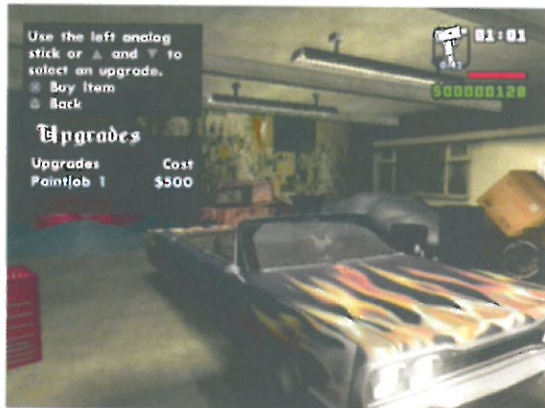 Use the left analog
stick or ▲ and ▼ to
select an upgrade.
Buy Item
Back
01:01
$00000128
Upgrades
Upgrades Cost
Paintjob 1 $500